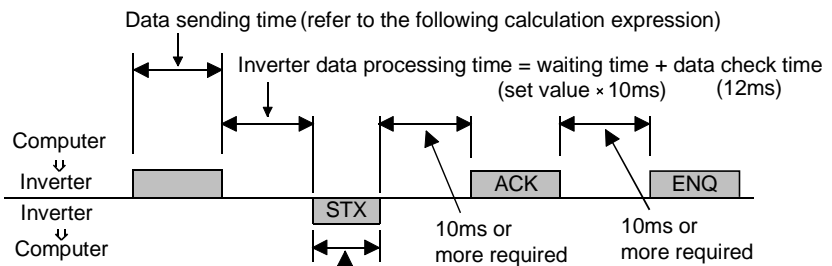 Data sending time (refer to the following calculation expression)
Inverter data processing time = waiting time + data check time
(set value × 10ms) (12ms)
Computer
⇓
Inverter
Inverter
⇓
Computer
STX
ACK
ENQ
10ms or
more required
10ms or
more required